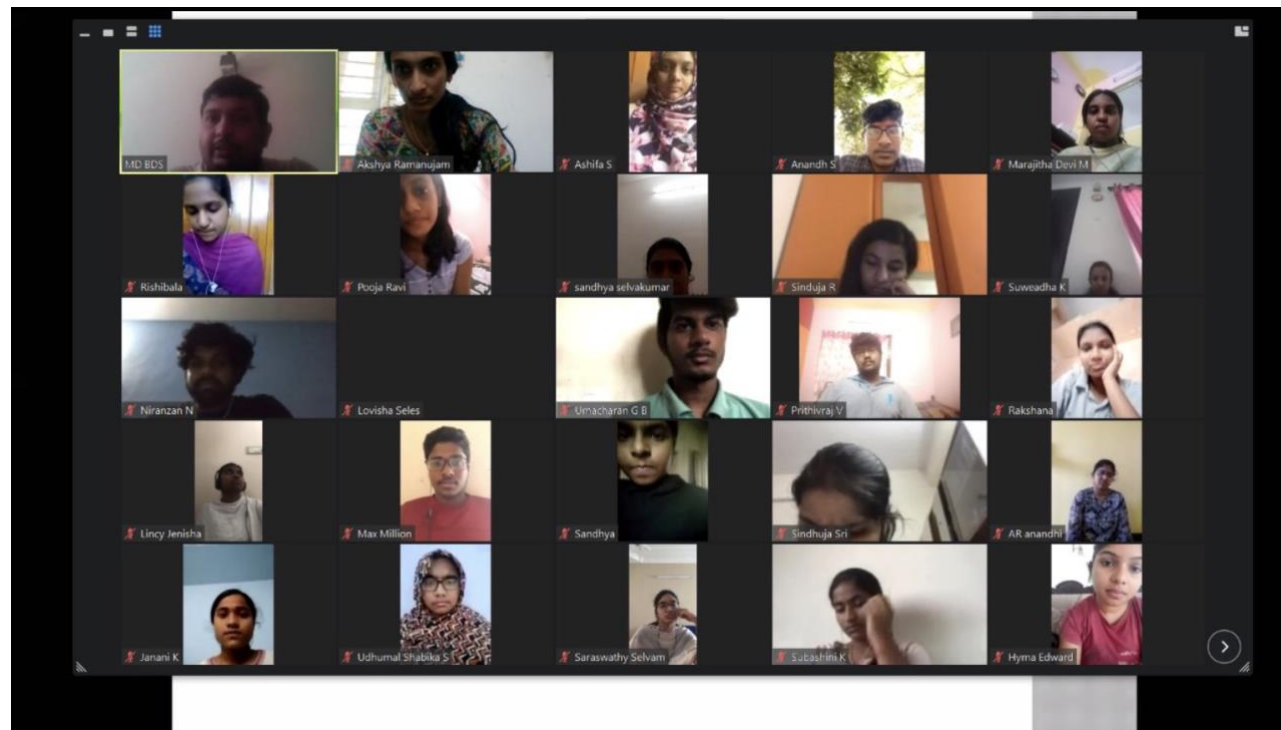 MD BDS
Akshya Ramanujam
Ashifa S
Anandh S
Marajitha Devi M
Rishibala
Pooja Ravi
sandhya selvakumar
Sinduja R
Suweadha K
Niranzan N
Lovisha Seles
Umacharan G B
Prithivraj V
Rakshana
Lincy Jenisha
Max Million
Sandhya
Sindhuja Sri
AR anandhi
Janani K
Udhumal Shabika S
Saraswathy Selvam
Subashini K
Hyma Edward